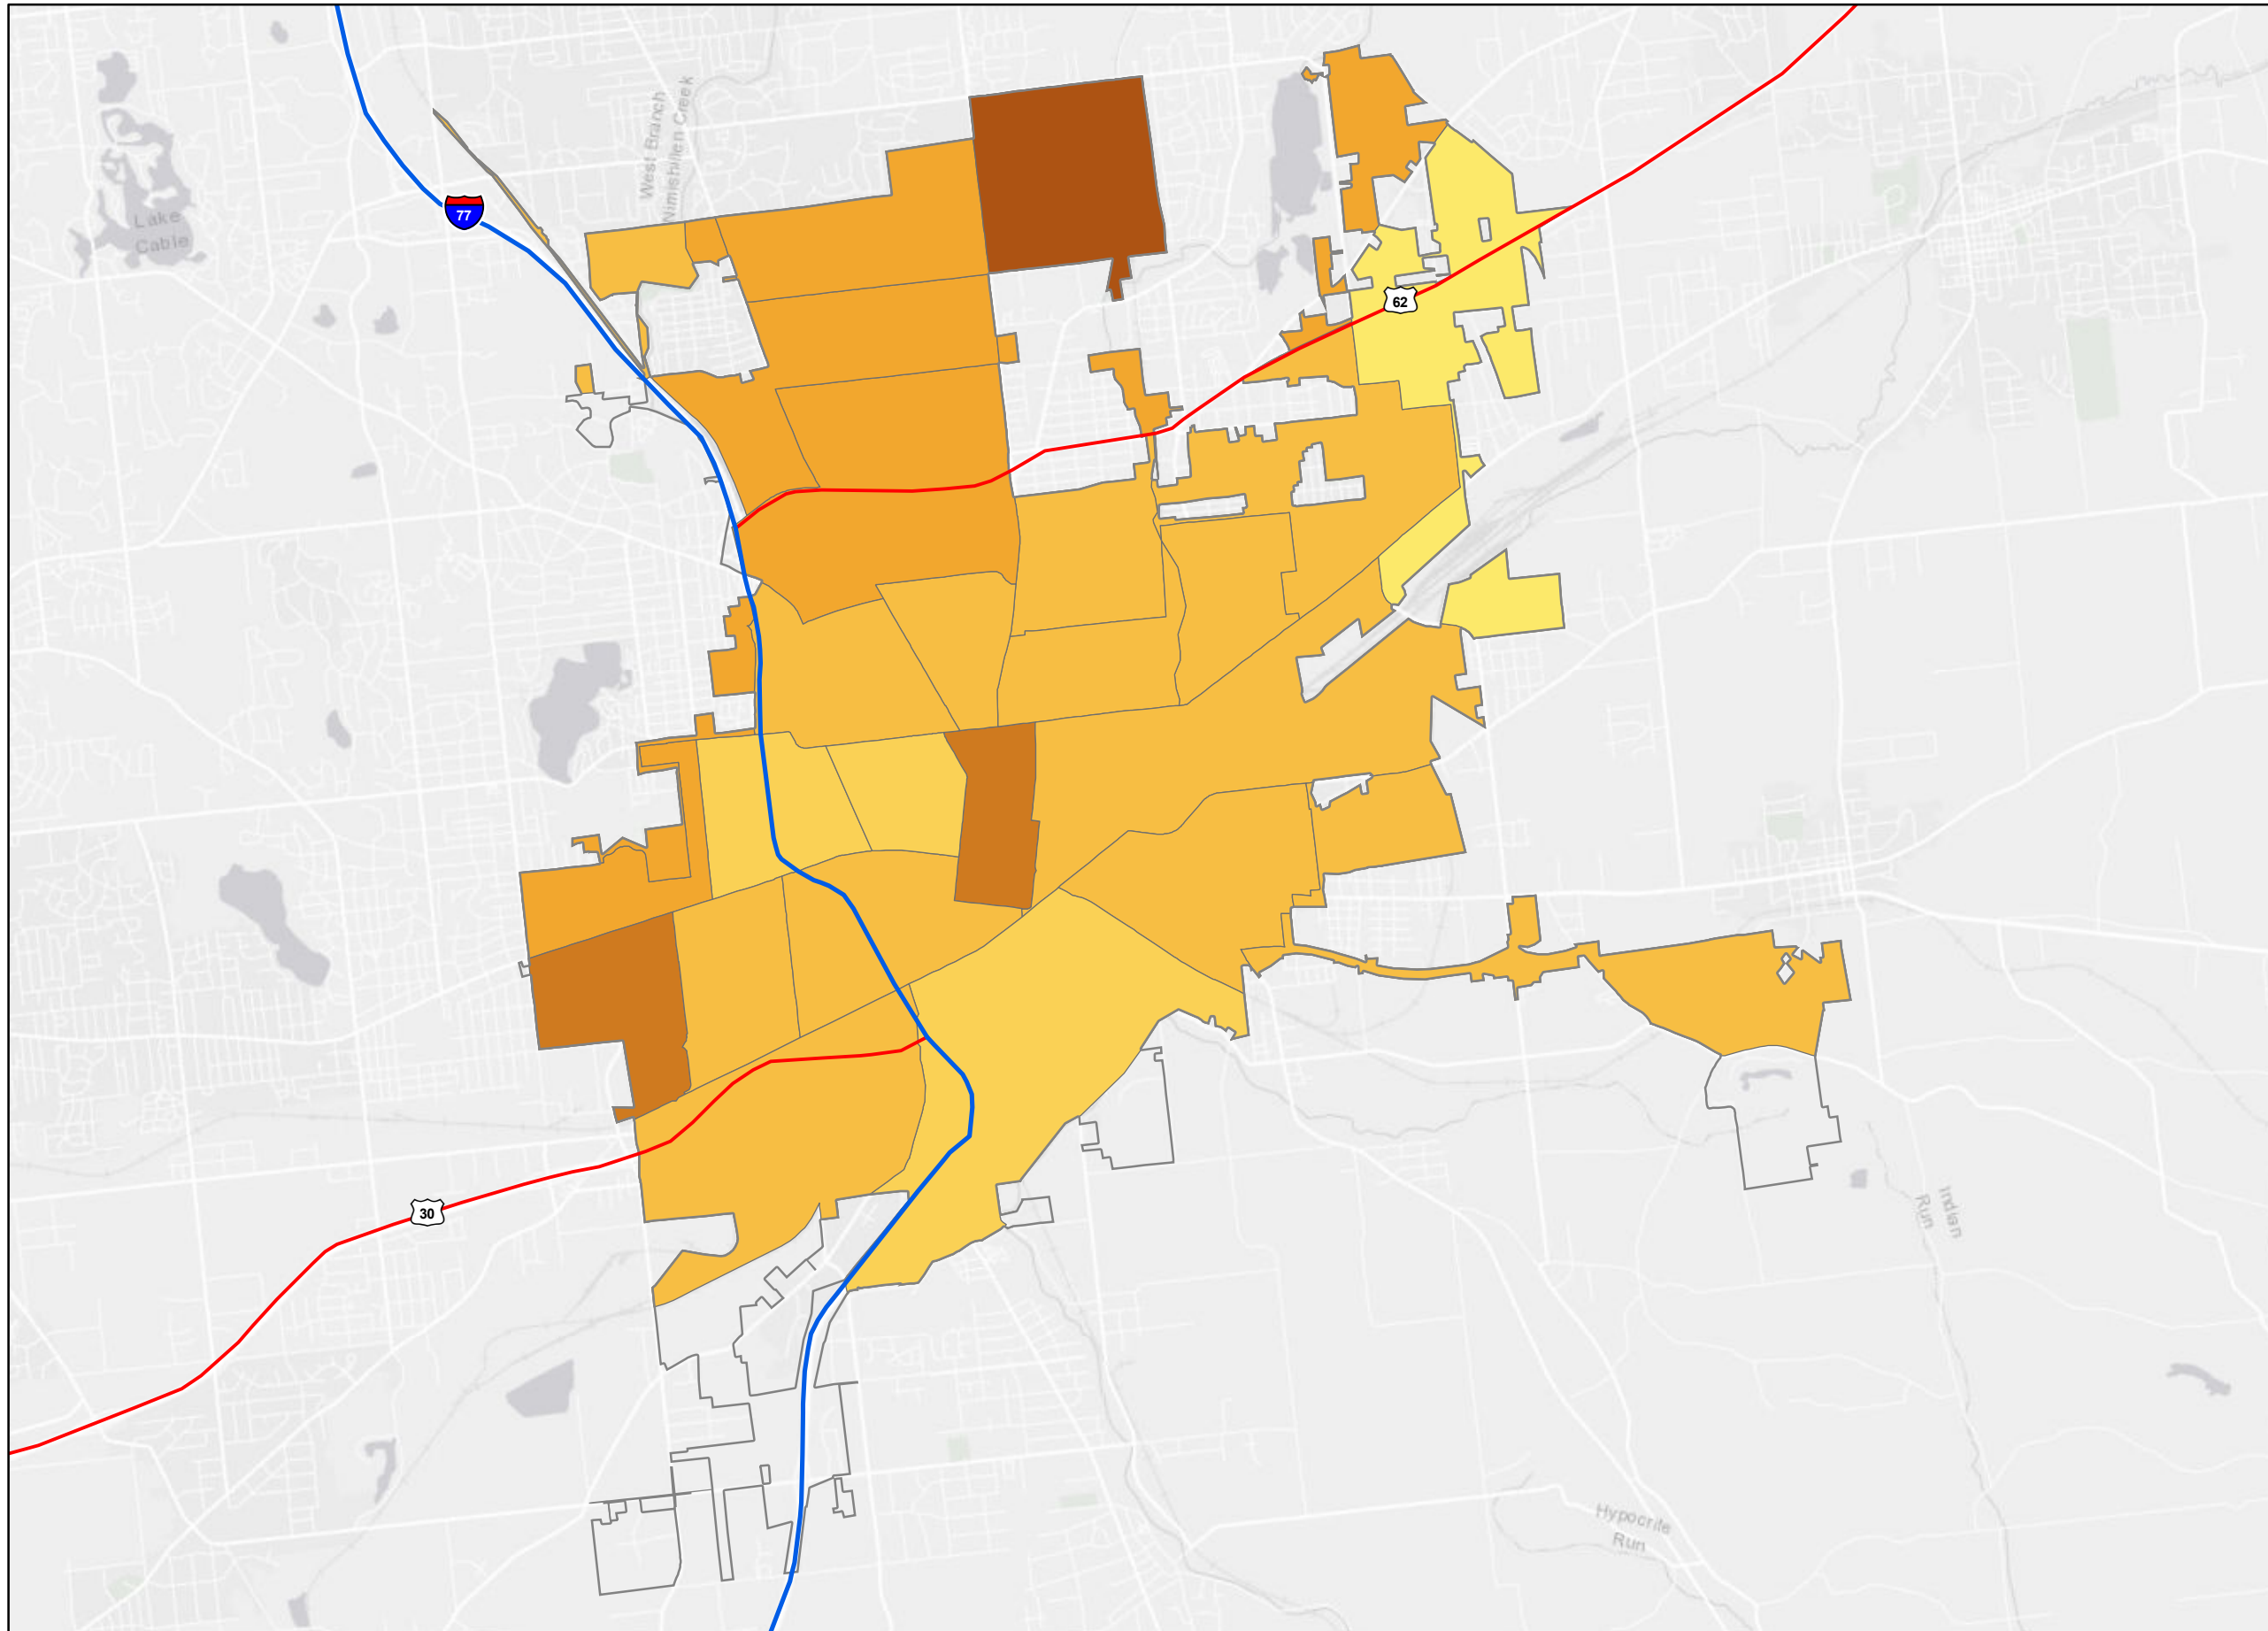 West Branch
Nimishillen Creek
Lake
Cable
77
62
30
Indian
Run
Hypocrite
Run